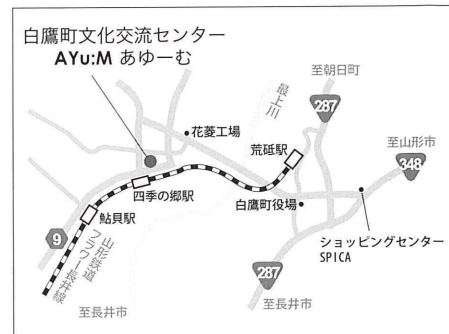 白鷹町文化交流センター
AYu:M あゆーむ
至朝日町
287
最上川
花菱工場
荒砥駅
至山形市
348
四季の郷駅
白鷹町役場
鮎貝駅
9
山形鉄道
フラワー長井線
ショッピングセンター
SPICA
287
至長井市
至長井市